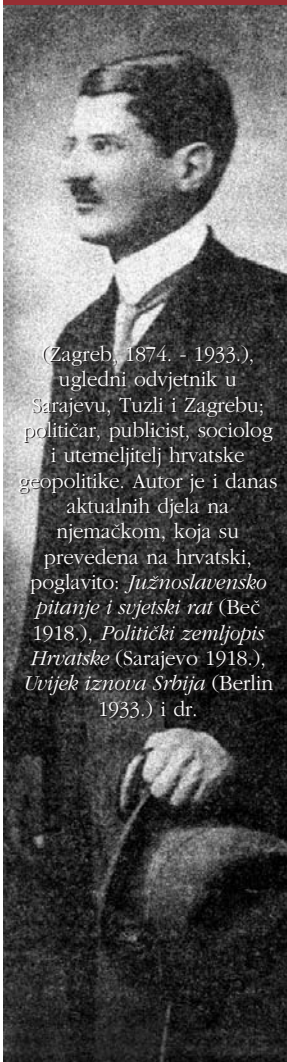 (Zagreb, 1874. - 1933.),
ugledni odvjetnik u
Sarajevu, Tuzli i Zagrebu;
političar, publicist, sociolog
i utemeljitelj hrvatske
geopolitike. Autor je i danas
aktualnih djela na
njemačkom, koja su
prevedena na hrvatski,
poglavito: Južnoslavensko
pitanje i svjetski rat (Beč
1918.), Politički zemljopis
Hrvatske (Sarajevo 1918.),
Uvijek iznova Srbija (Berlin
1933.) i dr.